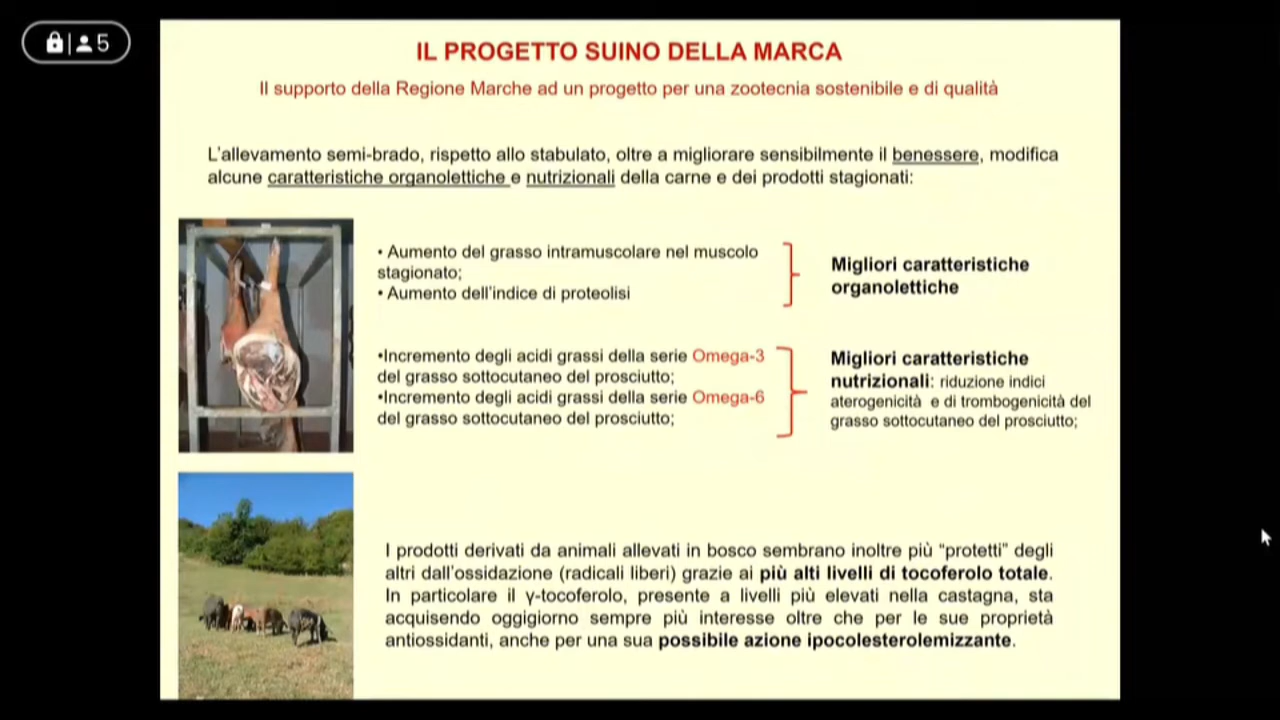 5
IL PROGETTO SUINO DELLA MARCA
Il supporto della Regione Marche ad un progetto per una zootecnia sostenibile e di qualità
L'allevamento semi-brado, rispetto allo stabulato, oltre a migliorare sensibilmente il benessere, modifica
alcune caratteristiche organolettiche e nutrizionali della carne e dei prodotti stagionati:
• Aumento del grasso intramuscolare nel muscolo
stagionato;
• Aumento dell'indice di proteolisi
Migliori caratteristiche
organolettiche
•Incremento degli acidi grassi della serie Omega-3
del grasso sottocutaneo del prosciutto;
•Incremento degli acidi grassi della serie Omega-6
del grasso sottocutaneo del prosciutto;
Migliori caratteristiche
nutrizionali: riduzione indici
aterogenicità e di trombogenicità del
grasso sottocutaneo del prosciutto;
I prodotti derivati da animali allevati in bosco sembrano inoltre più “protetti” degli
altri dall'ossidazione (radicali liberi) grazie ai più alti livelli di tocoferolo totale.
In particolare il γ-tocoferolo, presente a livelli più elevati nella castagna, sta
acquisendo oggigiorno sempre più interesse oltre che per le sue proprietà
antiossidanti, anche per una sua possibile azione ipocolesterolemizzante.